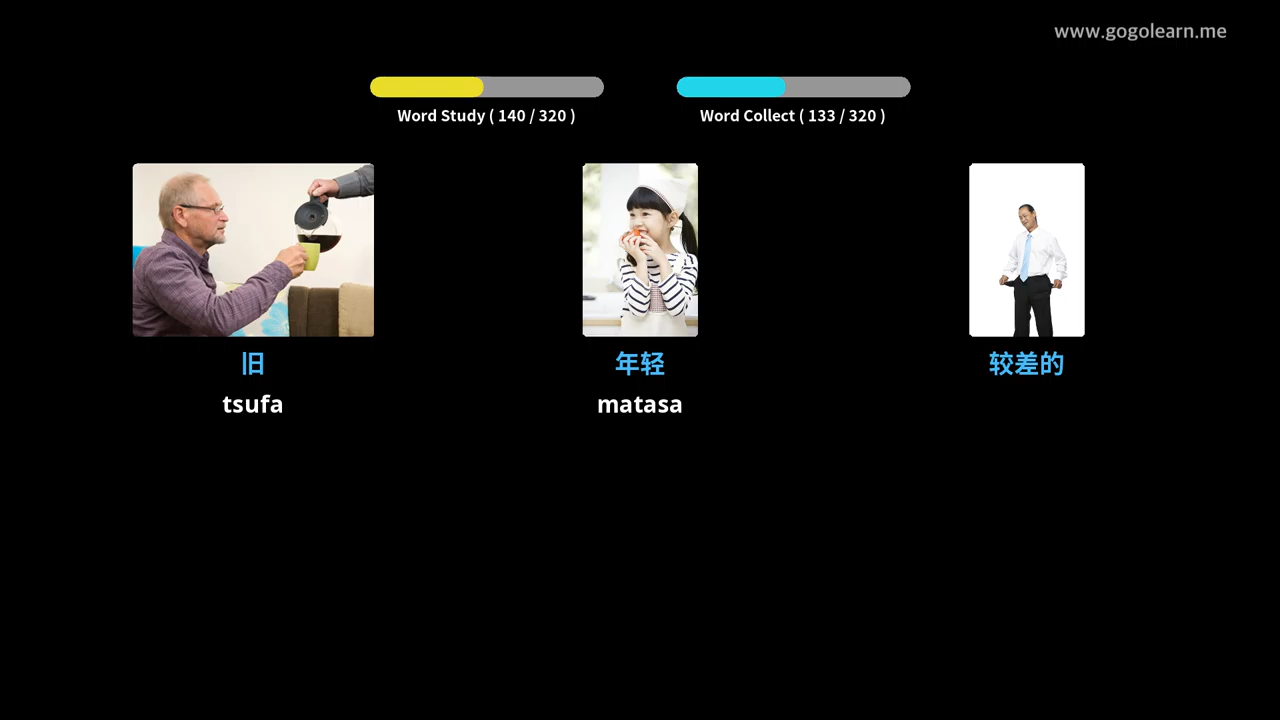 www.gogolearn.me
Word Study ( 140 / 320 )
Word Collect ( 133 / 320 )
旧
tsufa
年轻
matasa
较差的